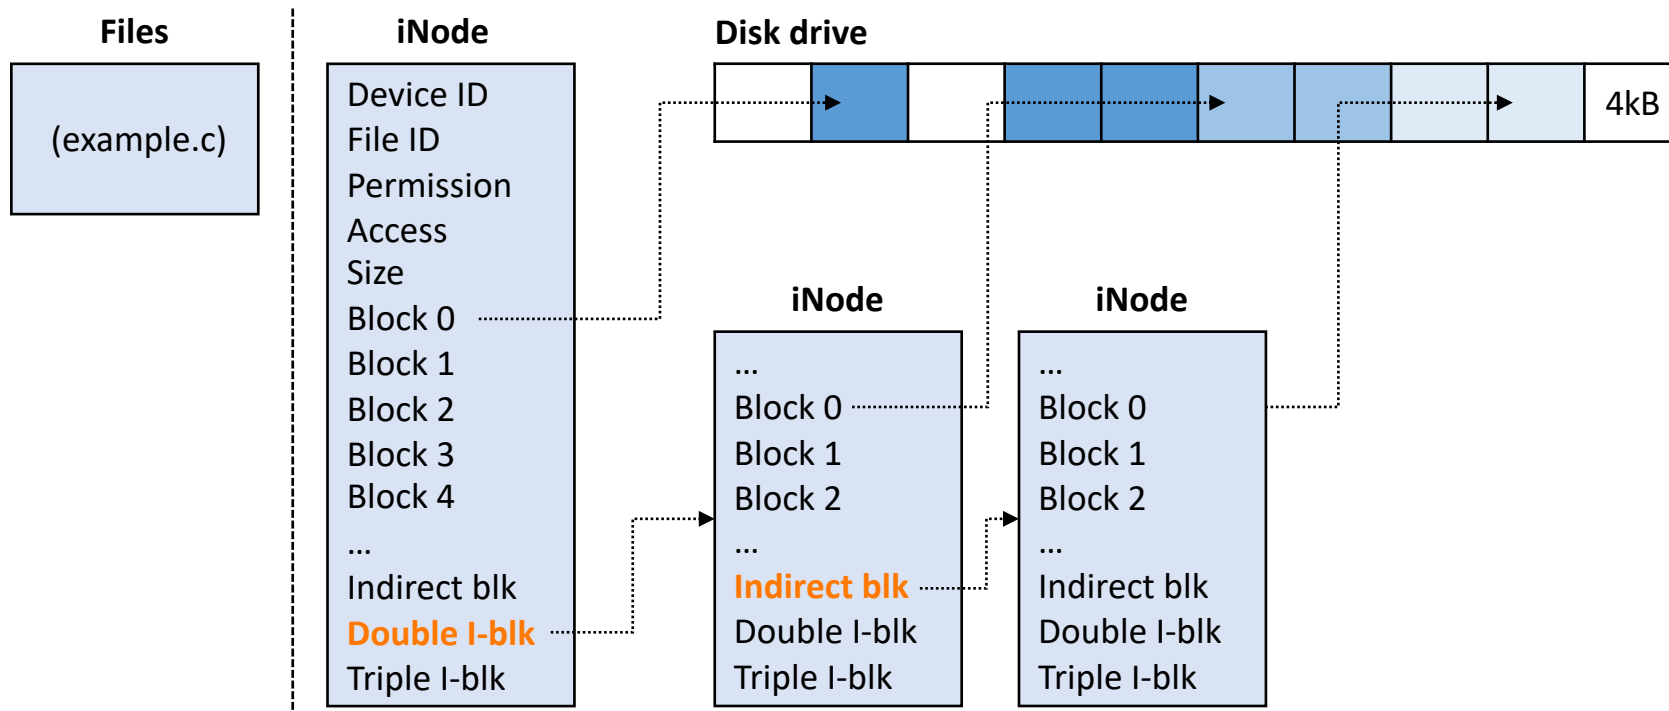 Files
(example.c)
iNode
Device ID
File ID
Permission
Access
Size
Block 0
Block 1
Block 2
Block 3
Block 4
...
Indirect blk
Double I-blk
Triple I-blk
Disk drive
4kB
iNode
...
Block 0
Block 1
Block 2
...
Indirect blk
Double I-blk
Triple I-blk
iNode
...
Block 0
Block 1
Block 2
...
Indirect blk
Double I-blk
Triple I-blk